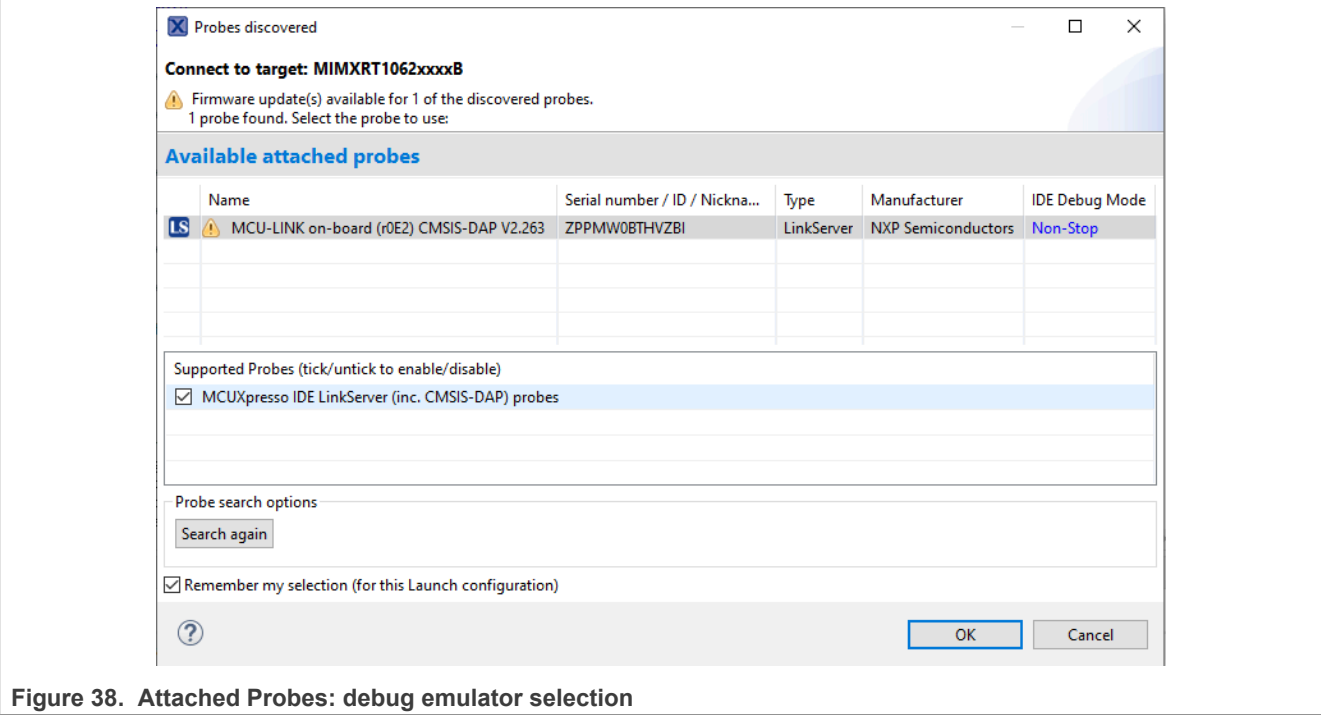 Probes discovered
Connect to target: MIMXRT1062xxxxB
Firmware update(s) available for 1 of the discovered probes.
1 probe found. Select the probe to use:
Available attached probes
Name Serial number / ID / Nickna... Type Manufacturer IDE Debug Mode
LS MCU-LINK on-board (r0E2) CMSIS-DAP V2.263 ZPPMW0BTHVZBI LinkServer NXP Semiconductors Non-Stop
Supported Probes (tick/untick to enable/disable)
MCUXpresso IDE LinkServer (inc. CMSIS-DAP) probes
Probe search options
Search again
Remember my selection (for this Launch configuration)
OK Cancel
Figure 38. Attached Probes: debug emulator selection